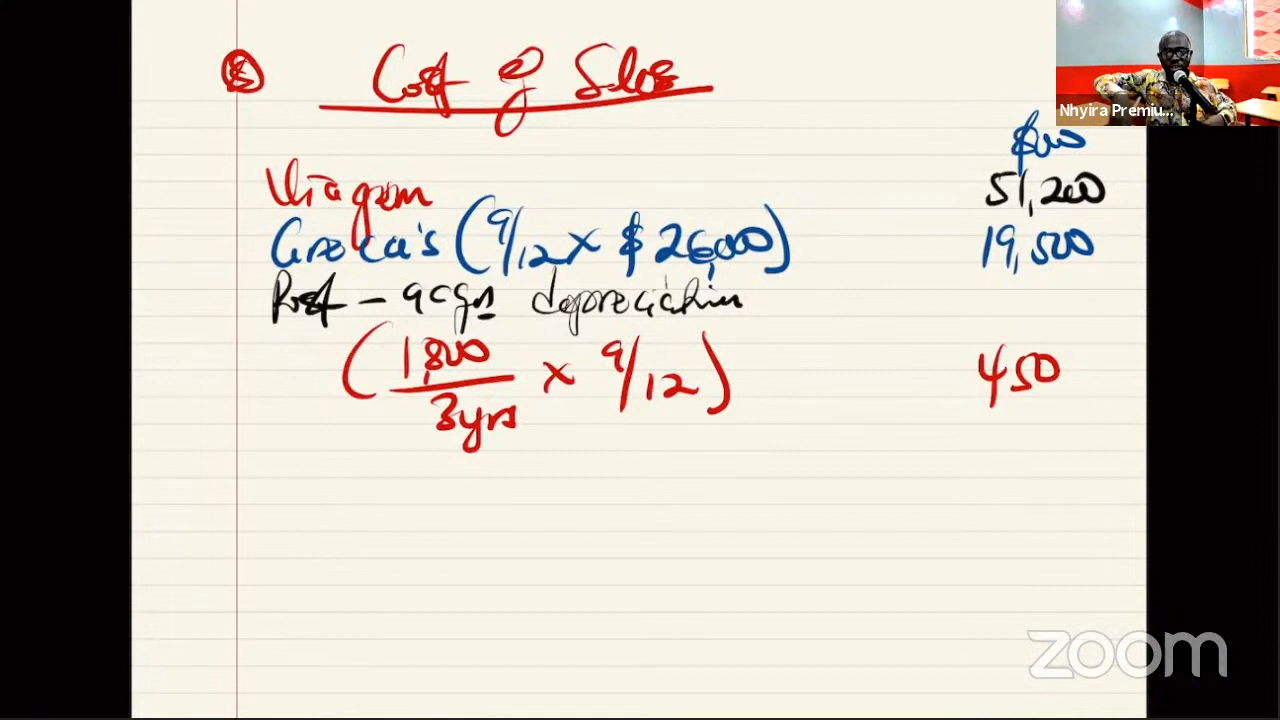 Cost of Sales
Nhyira Premiu...
$000
Viagem 51,200
Greca's (9/12 × $26,000) 19,500
Post - acqn depreciation
(1,800 / 3yrs × 9/12) 450
zoom